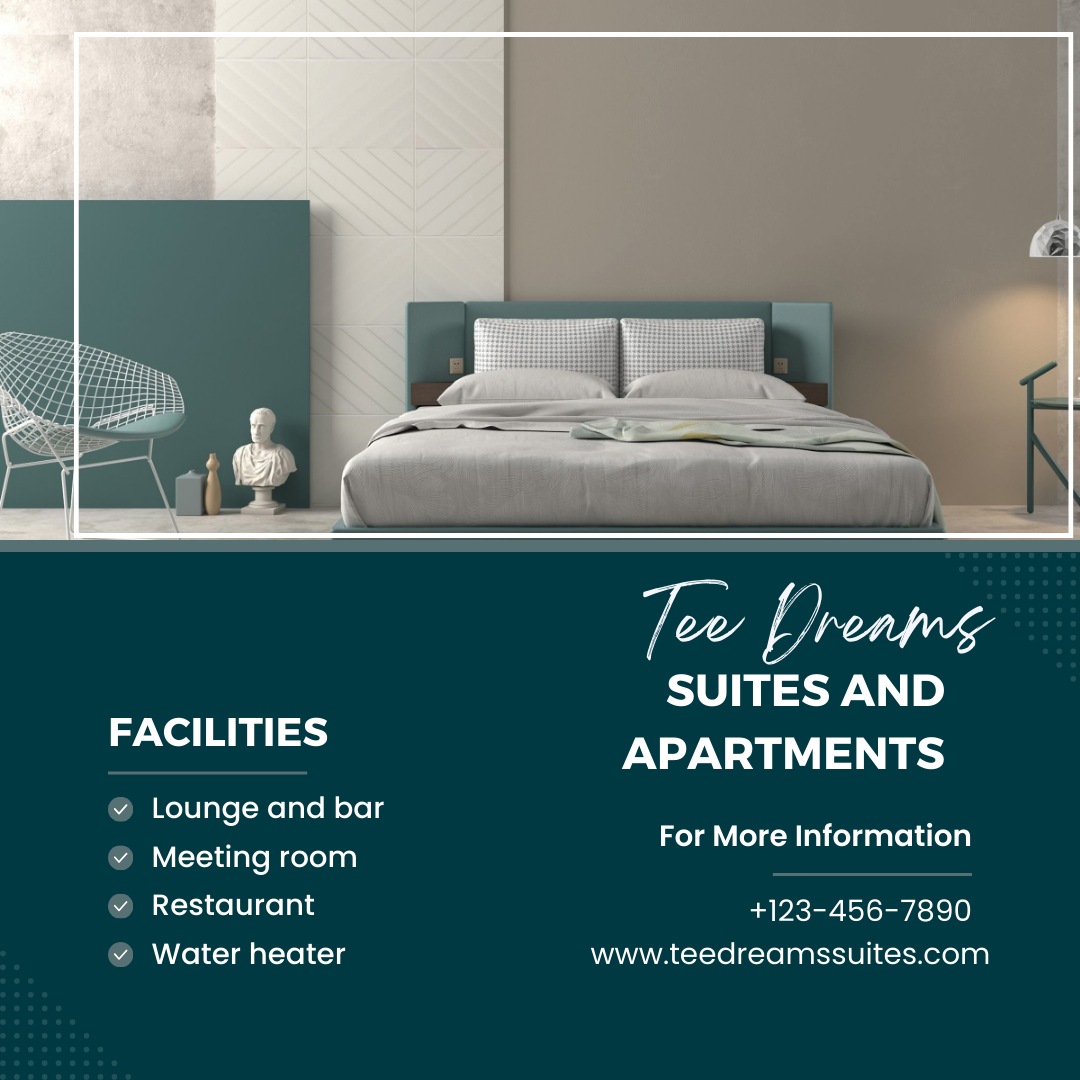 Tee Dreams
SUITES AND
APARTMENTS
FACILITIES
Lounge and bar
Meeting room
Restaurant
Water heater
For More Information
+123-456-7890
www.teedreamssuites.com